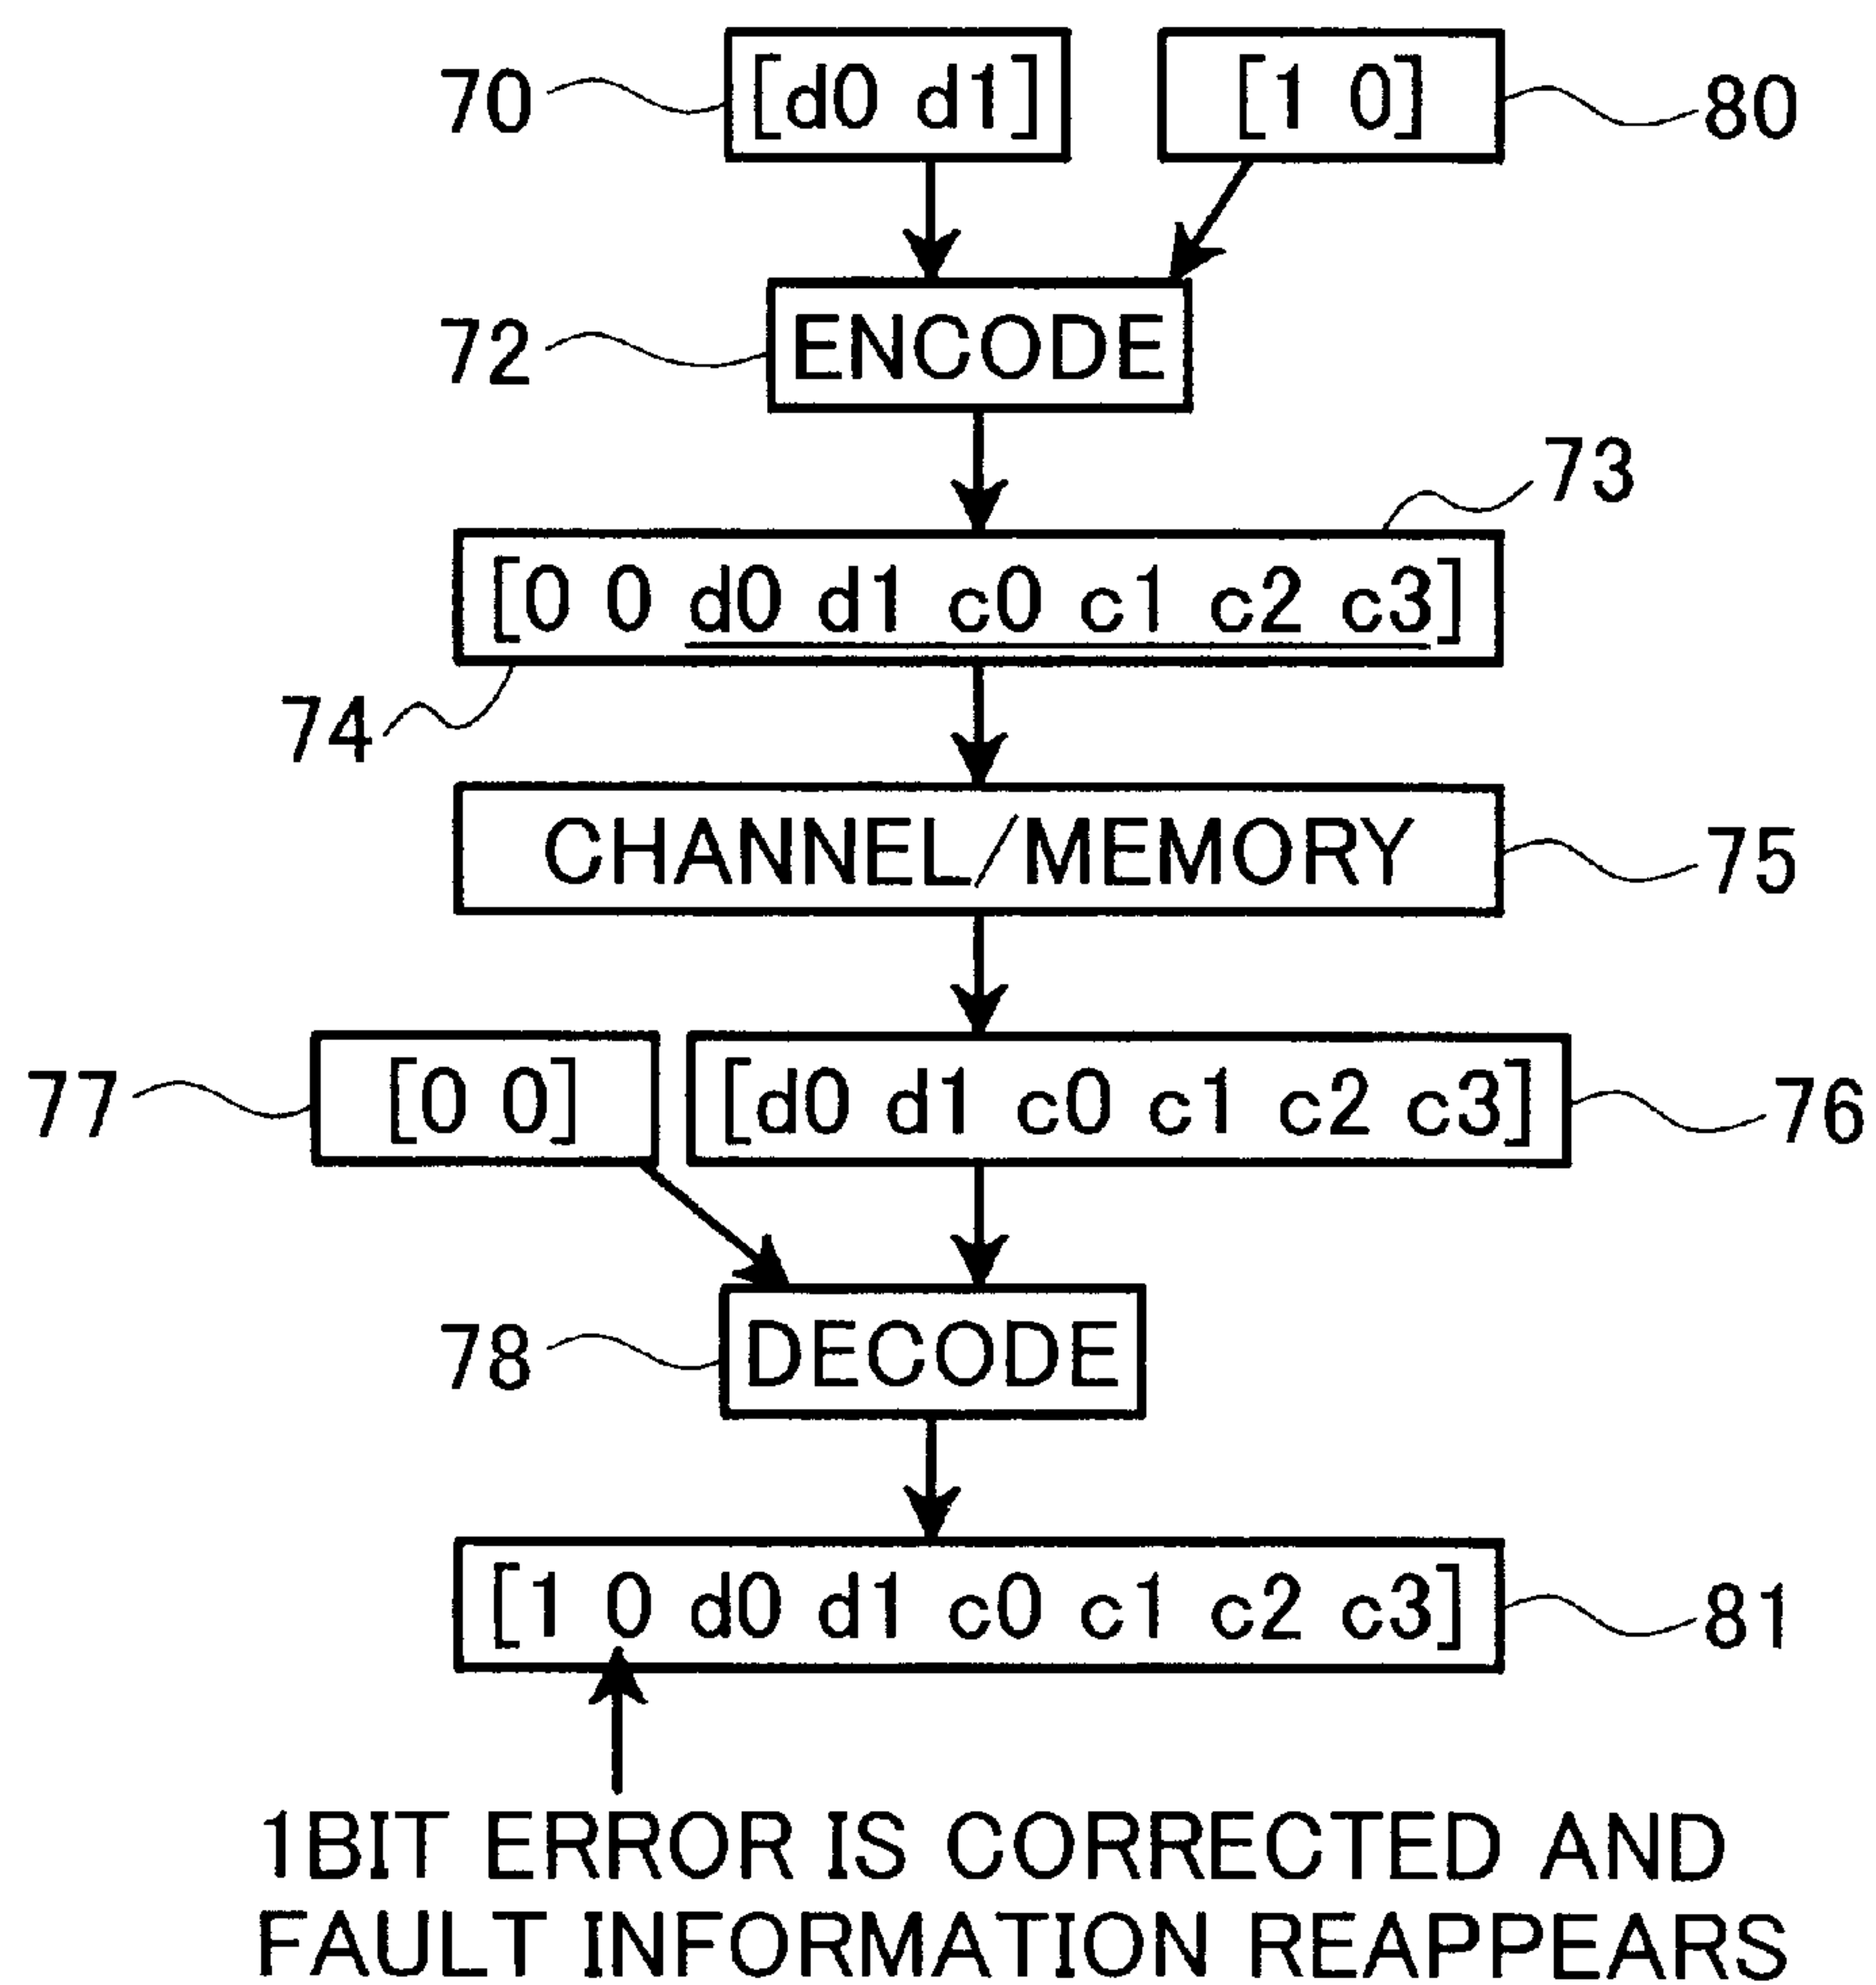 70 [d0 d1] [1 0] 80
72 ENCODE
73
[0 0 d0 d1 c0 c1 c2 c3]
74
CHANNEL/MEMORY 75
77 [0 0] [d0 d1 c0 c1 c2 c3] 76
78 DECODE
[1 0 d0 d1 c0 c1 c2 c3] 81
1BIT ERROR IS CORRECTED AND
FAULT INFORMATION REAPPEARS